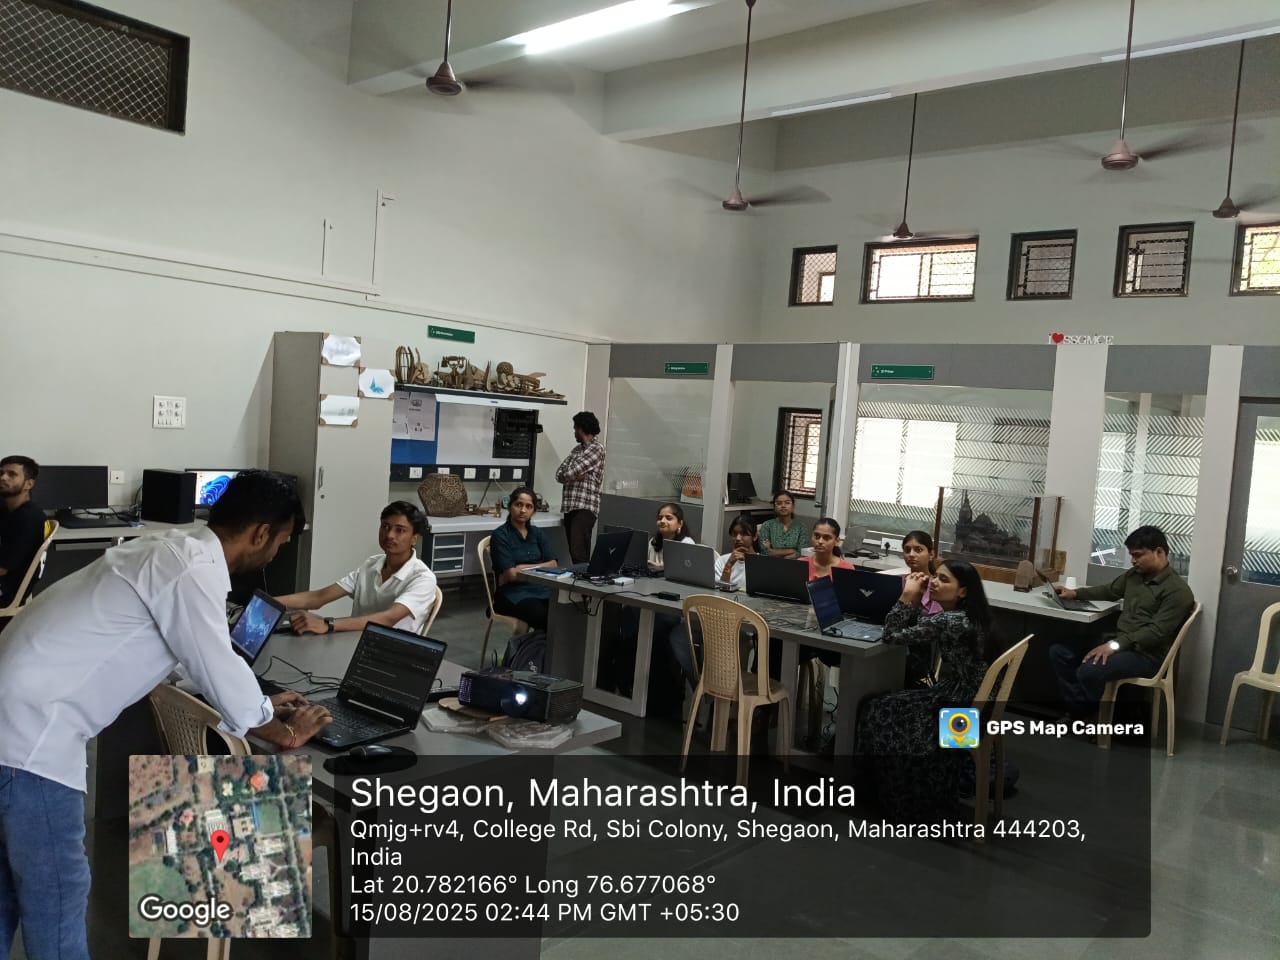 I ❤ SSGMCE
GPS Map Camera
Shegaon, Maharashtra, India
Qmjg+rv4, College Rd, Sbi Colony, Shegaon, Maharashtra 444203,
India
Lat 20.782166° Long 76.677068°
15/08/2025 02:44 PM GMT +05:30
Google